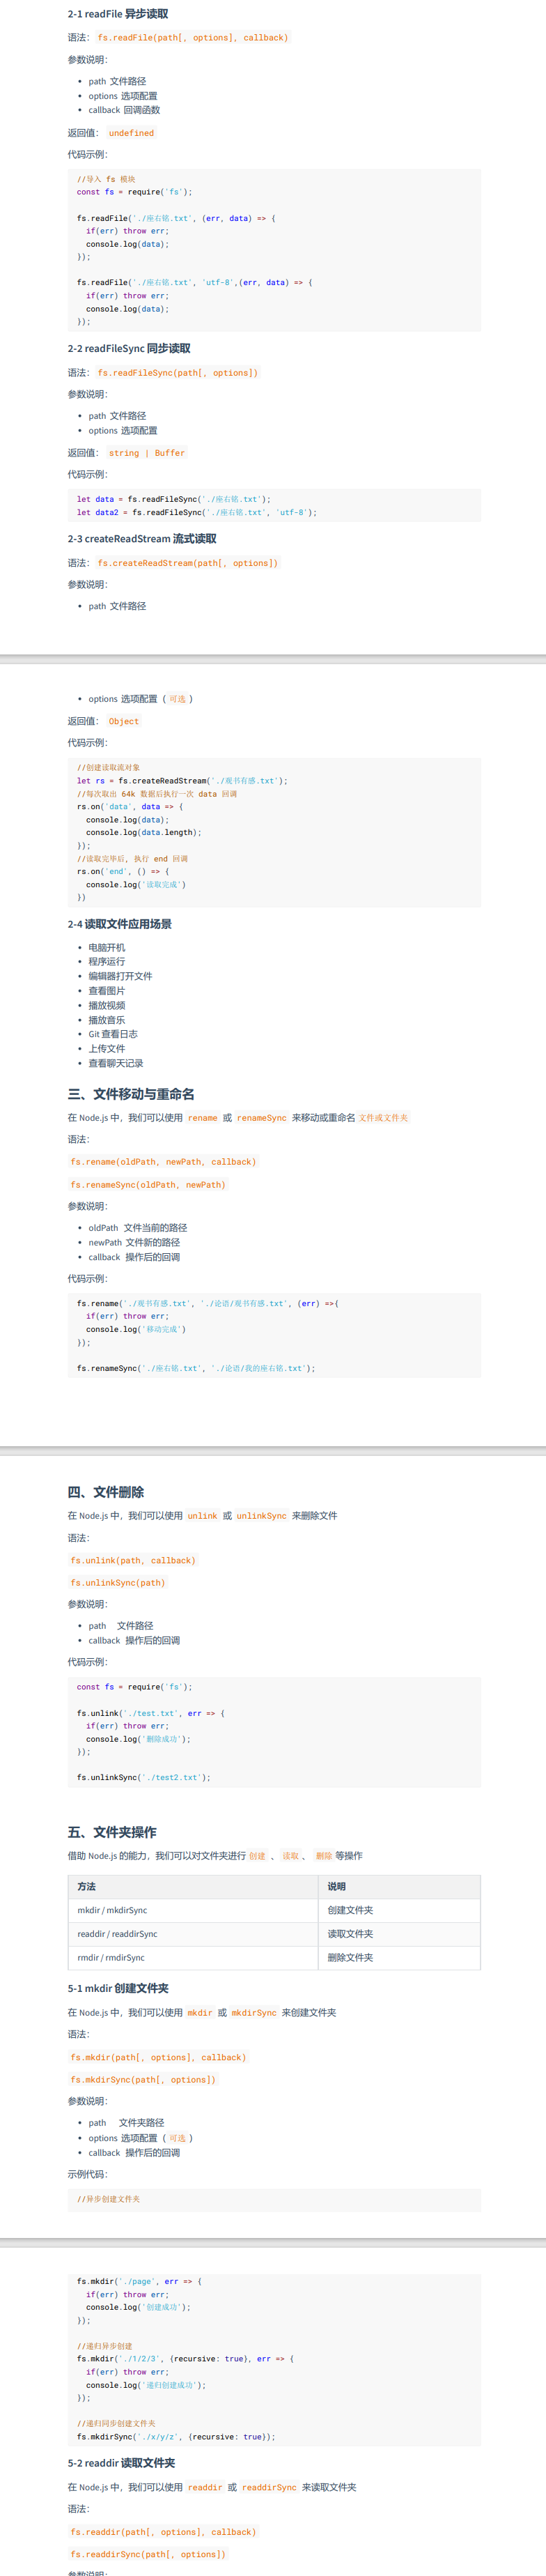 2-1 readFile 异步读取
语法： fs.readFile(path[, options], callback)
参数说明：
• path 文件路径
• options 选项配置
• callback 回调函数
返回值： undefined
代码示例：
//导入 fs 模块
const fs = require('fs');
fs.readFile('./座右铭.txt', (err, data) => {
if(err) throw err;
console.log(data);
});
fs.readFile('./座右铭.txt', 'utf-8',(err, data) => {
if(err) throw err;
console.log(data);
});
2-2 readFileSync 同步读取
语法： fs.readFileSync(path[, options])
参数说明：
• path 文件路径
• options 选项配置
返回值： string | Buffer
代码示例：
let data = fs.readFileSync('./座右铭.txt');
let data2 = fs.readFileSync('./座右铭.txt', 'utf-8');
2-3 createReadStream 流式读取
语法： fs.createReadStream(path[, options])
参数说明：
• path 文件路径
• options 选项配置（ 可选 ）
返回值： Object
代码示例：
//创建读取流对象
let rs = fs.createReadStream('./观书有感.txt');
//每次取出 64k 数据后执行一次 data 回调
rs.on('data', data => {
console.log(data);
console.log(data.length);
});
//读取完毕后, 执行 end 回调
rs.on('end', () => {
console.log('读取完成')
})
2-4 读取文件应用场景
• 电脑开机
• 程序运行
• 编辑器打开文件
• 查看图片
• 播放视频
• 播放音乐
• Git 查看日志
• 上传文件
• 查看聊天记录
三、文件移动与重命名
在 Node.js 中，我们可以使用 rename 或 renameSync 来移动或重命名 文件或文件夹
语法：
fs.rename(oldPath, newPath, callback)
fs.renameSync(oldPath, newPath)
参数说明：
• oldPath 文件当前的路径
• newPath 文件新的路径
• callback 操作后的回调
代码示例：
fs.rename('./观书有感.txt', './论语/观书有感.txt', (err) =>{
if(err) throw err;
console.log('移动完成')
});
fs.renameSync('./座右铭.txt', './论语/我的座右铭.txt');
四、文件删除
在 Node.js 中，我们可以使用 unlink 或 unlinkSync 来删除文件
语法：
fs.unlink(path, callback)
fs.unlinkSync(path)
参数说明：
• path 文件路径
• callback 操作后的回调
代码示例：
const fs = require('fs');
fs.unlink('./test.txt', err => {
if(err) throw err;
console.log('删除成功');
});
fs.unlinkSync('./test2.txt');
五、文件夹操作
借助 Node.js 的能力，我们可以对文件夹进行 创建 、 读取 、 删除 等操作
方法 说明
mkdir / mkdirSync 创建文件夹
readdir / readdirSync 读取文件夹
rmdir / rmdirSync 删除文件夹
5-1 mkdir 创建文件夹
在 Node.js 中，我们可以使用 mkdir 或 mkdirSync 来创建文件夹
语法：
fs.mkdir(path[, options], callback)
fs.mkdirSync(path[, options])
参数说明：
• path 文件夹路径
• options 选项配置（ 可选 ）
• callback 操作后的回调
示例代码：
//异步创建文件夹
fs.mkdir('./page', err => {
if(err) throw err;
console.log('创建成功');
});
//递归异步创建
fs.mkdir('./1/2/3', {recursive: true}, err => {
if(err) throw err;
console.log('递归创建成功');
});
//递归同步创建文件夹
fs.mkdirSync('./x/y/z', {recursive: true});
5-2 readdir 读取文件夹
在 Node.js 中，我们可以使用 readdir 或 readdirSync 来读取文件夹
语法：
fs.readdir(path[, options], callback)
fs.readdirSync(path[, options])
参数说明：